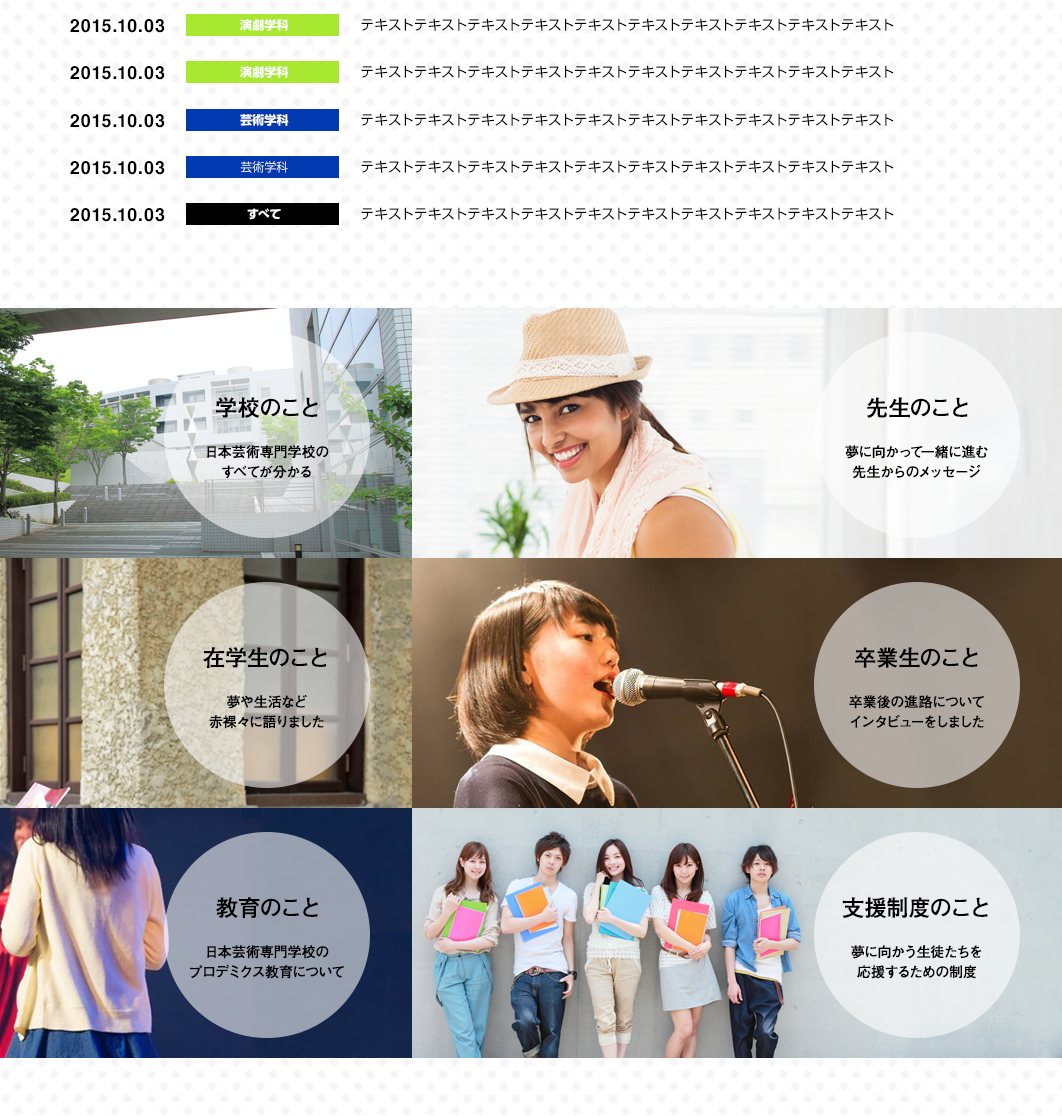 2015.10.03 演劇学科 テキストテキストテキストテキストテキストテキストテキストテキストテキストテキスト
2015.10.03 演劇学科 テキストテキストテキストテキストテキストテキストテキストテキストテキストテキスト
2015.10.03 芸術学科 テキストテキストテキストテキストテキストテキストテキストテキストテキストテキスト
2015.10.03 芸術学科 テキストテキストテキストテキストテキストテキストテキストテキストテキストテキスト
2015.10.03 すべて テキストテキストテキストテキストテキストテキストテキストテキストテキストテキスト
学校のこと
日本芸術専門学校の
すべてが分かる
先生のこと
夢に向かって一緒に進む
先生からのメッセージ
在学生のこと
夢や生活など
赤裸々に語りました
卒業生のこと
卒業後の進路について
インタビューをしました
教育のこと
日本芸術専門学校の
プロデミクス教育について
支援制度のこと
夢に向かう生徒たちを
応援するための制度